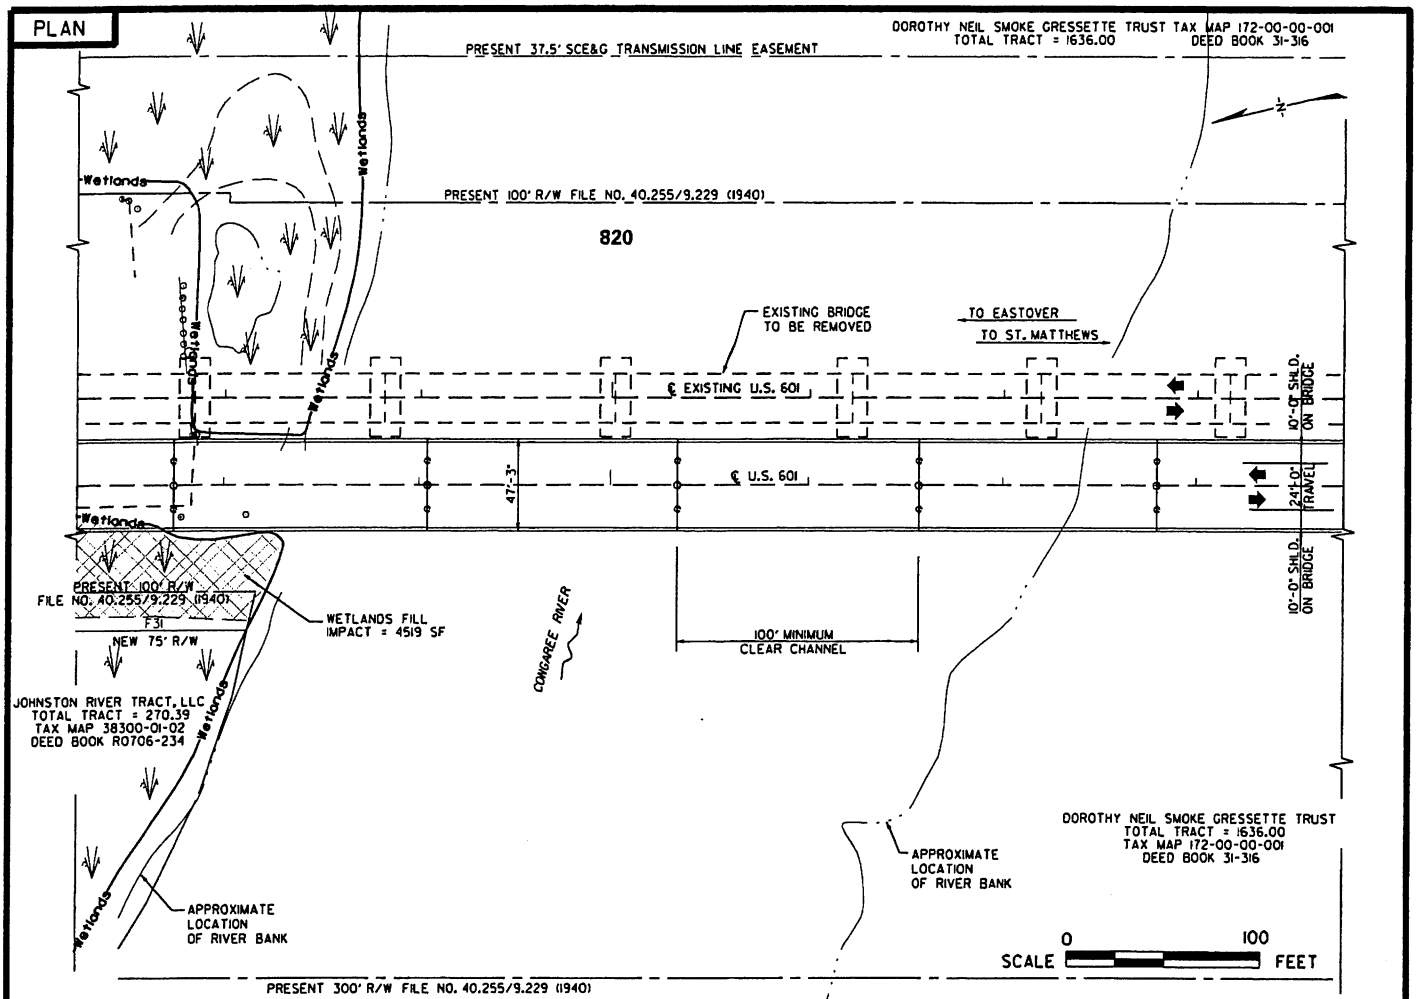 PLAN
DOROTHY NEIL SMOKE GRESSETTE TRUST TAX MAP 172-00-00-001
TOTAL TRACT = 1636.00 DEED BOOK 31-316
PRESENT 37.5' SCE&G TRANSMISSION LINE EASEMENT
N
Wetlands
Wetlands
PRESENT 100' R/W FILE NO. 40.255/9.229 (1940)
820
EXISTING BRIDGE
TO BE REMOVED
TO EASTOVER
TO ST. MATTHEWS
Wetlands
Wetlands
℄ EXISTING U.S. 601
10'-0" SHLD.
ON BRIDGE
47'-3"
℄ U.S. 601
24'-0"
TRAVEL
Wetlands
10'-0" SHLD.
ON BRIDGE
PRESENT 100' R/W
FILE NO. 40.255/9.229 (1940)
F31
NEW 75' R/W
WETLANDS FILL
IMPACT = 4519 SF
CONGAREE RIVER
100' MINIMUM
CLEAR CHANNEL
JOHNSTON RIVER TRACT, LLC
TOTAL TRACT = 270.39
TAX MAP 38300-01-02
DEED BOOK R0706-234
Wetlands
DOROTHY NEIL SMOKE GRESSETTE TRUST
TOTAL TRACT = 1636.00
TAX MAP 172-00-00-001
DEED BOOK 31-316
APPROXIMATE
LOCATION
OF RIVER BANK
Wetlands
APPROXIMATE
LOCATION
OF RIVER BANK
0 100
SCALE FEET
PRESENT 300' R/W FILE NO. 40.255/9.229 (1940)